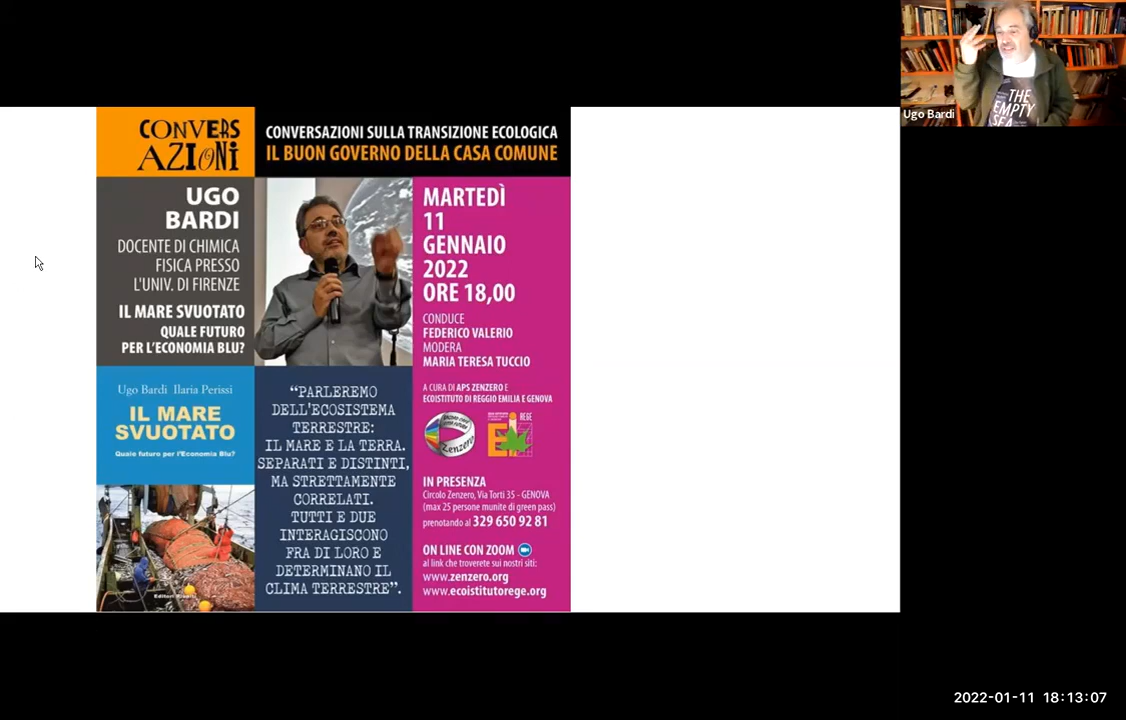 CONVERS
AZIONI
CONVERSAZIONI SULLA TRANSIZIONE ECOLOGICA
IL BUON GOVERNO DELLA CASA COMUNE
UGO
BARDI
DOCENTE DI CHIMICA
FISICA PRESSO
L'UNIV. DI FIRENZE
IL MARE SVUOTATO
QUALE FUTURO
PER L'ECONOMIA BLU?
MARTEDÌ
11
GENNAIO
2022
ORE 18,00
CONDUCE
FEDERICO VALERIO
MODERA
MARIA TERESA TUCCIO
A CURA DI APS ZENZERO E
ECOISTITUTO DI REGGIO EMILIA E GENOVA
Zenzero
REGE
IN PRESENZA
Circolo Zenzero, Via Torti 35 - GENOVA
(max 25 persone munite di green pass)
prenotando al 329 650 92 81
ON LINE CON ZOOM
al link che troverete sui nostri siti:
www.zenzero.org
www.ecoistitutorege.org
Ugo Bardi Ilaria Perissi
IL MARE
SVUOTATO
Quale futuro per l'Economia Blu?
Editori Riuniti
“PARLEREMO
DELL'ECOSISTEMA
TERRESTRE:
IL MARE E LA TERRA.
SEPARATI E DISTINTI,
MA STRETTAMENTE
CORRELATI.
TUTTI E DUE
INTERAGISCONO
FRA DI LORO E
DETERMINANO IL
CLIMA TERRESTRE”.
THE
EMPTY
SEA
Ugo Bardi
2022-01-11 18:13:07